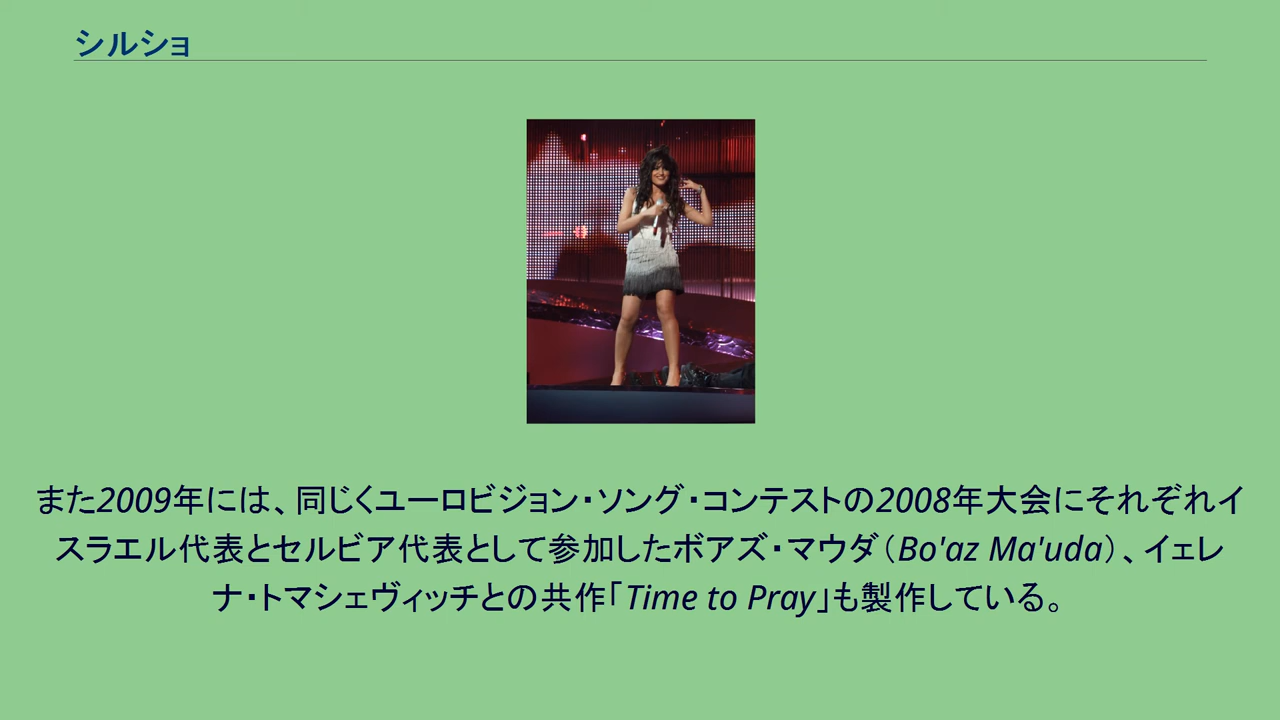 シルショ
また2009年には、同じくユーロビジョン・ソング・コンテストの2008年大会にそれぞれイ
スラエル代表とセルビア代表として参加したボアズ・マウダ（Bo'az Ma'uda）、イェレ
ナ・トマシェヴィッチとの共作「Time to Pray」も製作している。